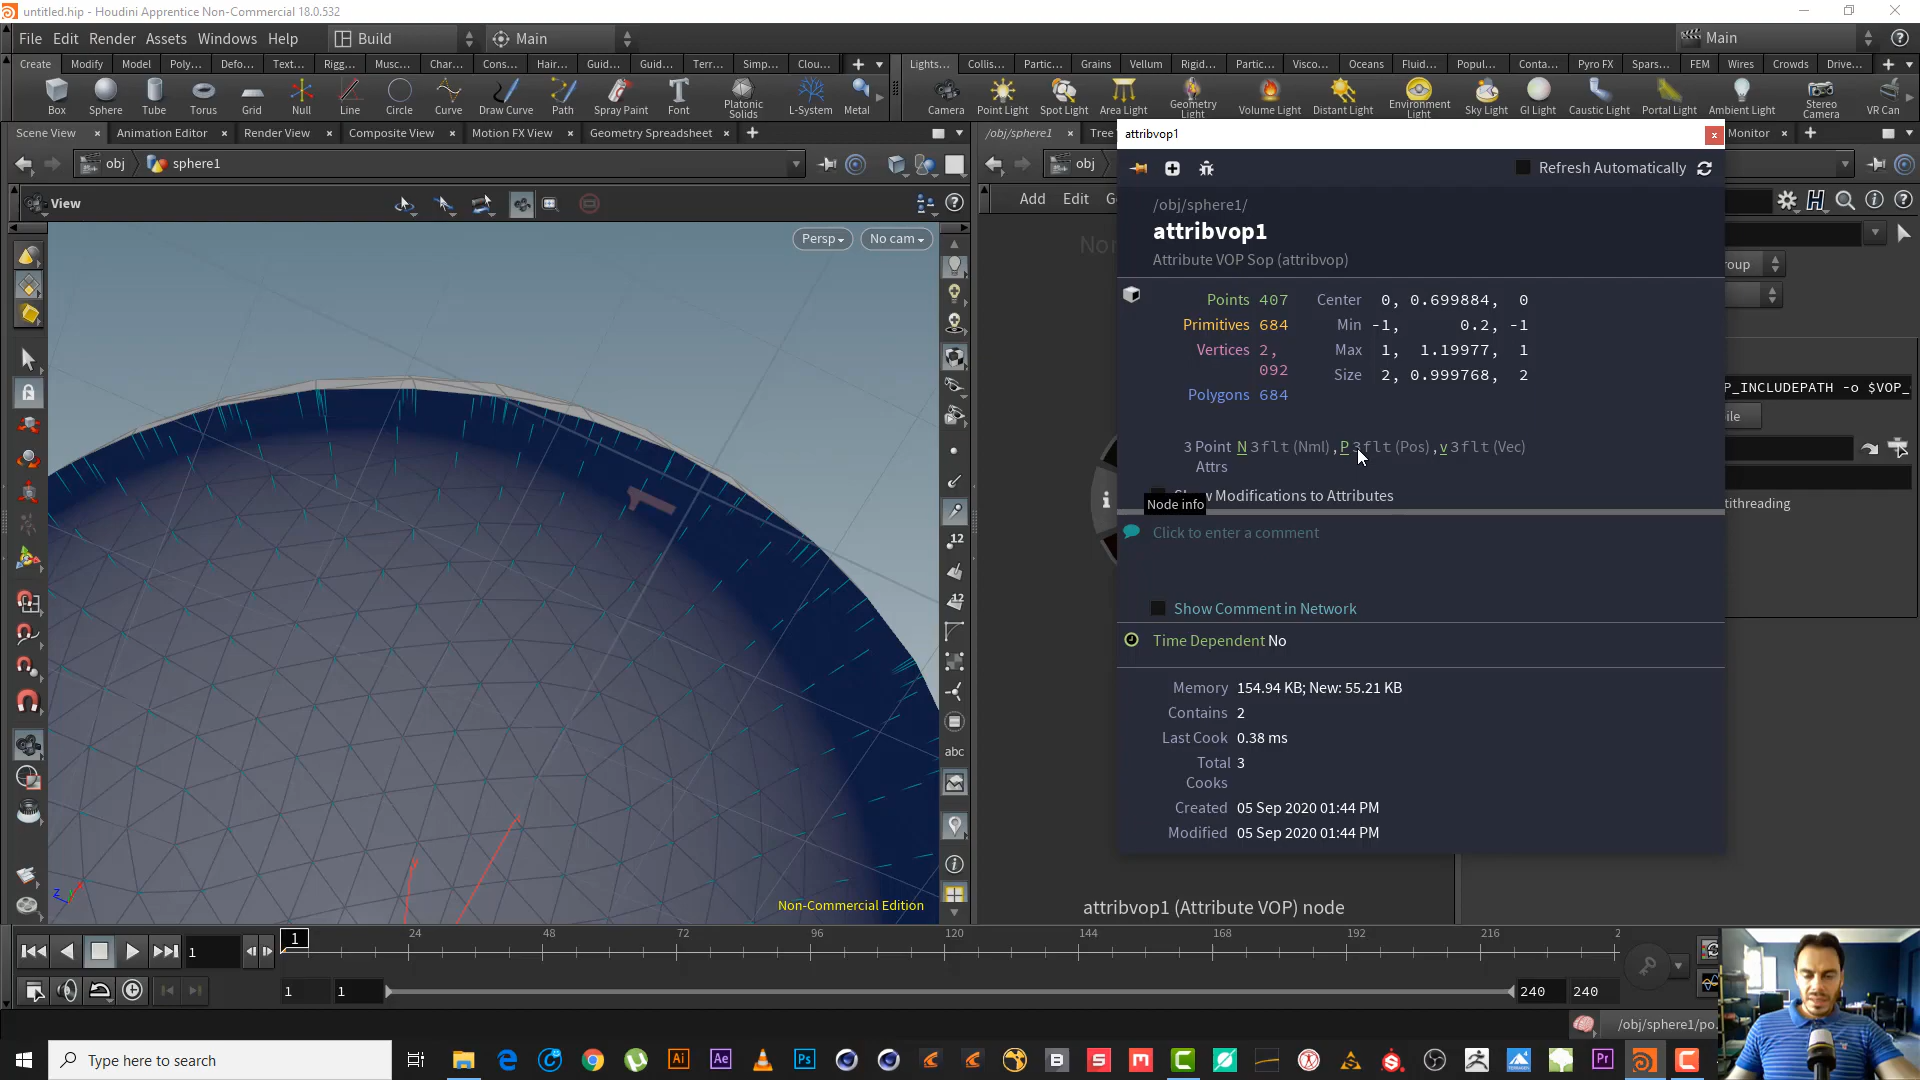 untitled.hip - Houdini Apprentice Non-Commercial 18.0.532
File Edit Render Assets Windows Help Build Main Main
Create Modify Model Poly... Defo... Text... Rigg... Musc... Char... Cons... Hair... Guid... Guid... Terr... Simp... Clou...
Lights... Collis... Partic... Grains Vellum Rigid... Partic... Visco... Oceans Fluid... Popul... Conta... Pyro FX Spars... FEM Wires Crowds Drive...
Box Sphere Tube Torus Grid Null Line Circle Curve Draw Curve Path Spray Paint Font Platonic Solids L-System Metal
Camera Point Light Spot Light Area Light Geometry Light Volume Light Distant Light Environment Light Sky Light GI Light Caustic Light Portal Light Ambient Light Stereo Camera VR Can
Scene View Animation Editor Render View Composite View Motion FX View Geometry Spreadsheet
/obj/sphere1 Tree Monitor
obj sphere1
obj
View
Add Edit G
Persp No cam
attribvop1
Refresh Automatically
/obj/sphere1/
attribvop1
Attribute VOP Sop (attribvop)
Points 407 Center 0, 0.699884, 0
Primitives 684 Min -1, 0.2, -1
Vertices 2,092 Max 1, 1.19977, 1
Size 2, 0.999768, 2
Polygons 684
3 Point Attrs N 3flt (Nml), P 3flt (Pos), v 3flt (Vec)
Modifications to Attributes
Node info
Click to enter a comment
Show Comment in Network
Time Dependent No
Memory 154.94 KB; New: 55.21 KB
Contains 2
Last Cook 0.38 ms
Total Cooks 3
Created 05 Sep 2020 01:44 PM
Modified 05 Sep 2020 01:44 PM
attribvop1 (Attribute VOP) node
oup
P_INCLUDEPATH -o $VOP_
ile
tithreading
12
12
abc
z
Non-Commercial Edition
1 1 24 48 72 96 120 144 168 192 216 2
1 1 240 240
/obj/sphere1/po...
Type here to search
Ai Ae Ps B S M Pr